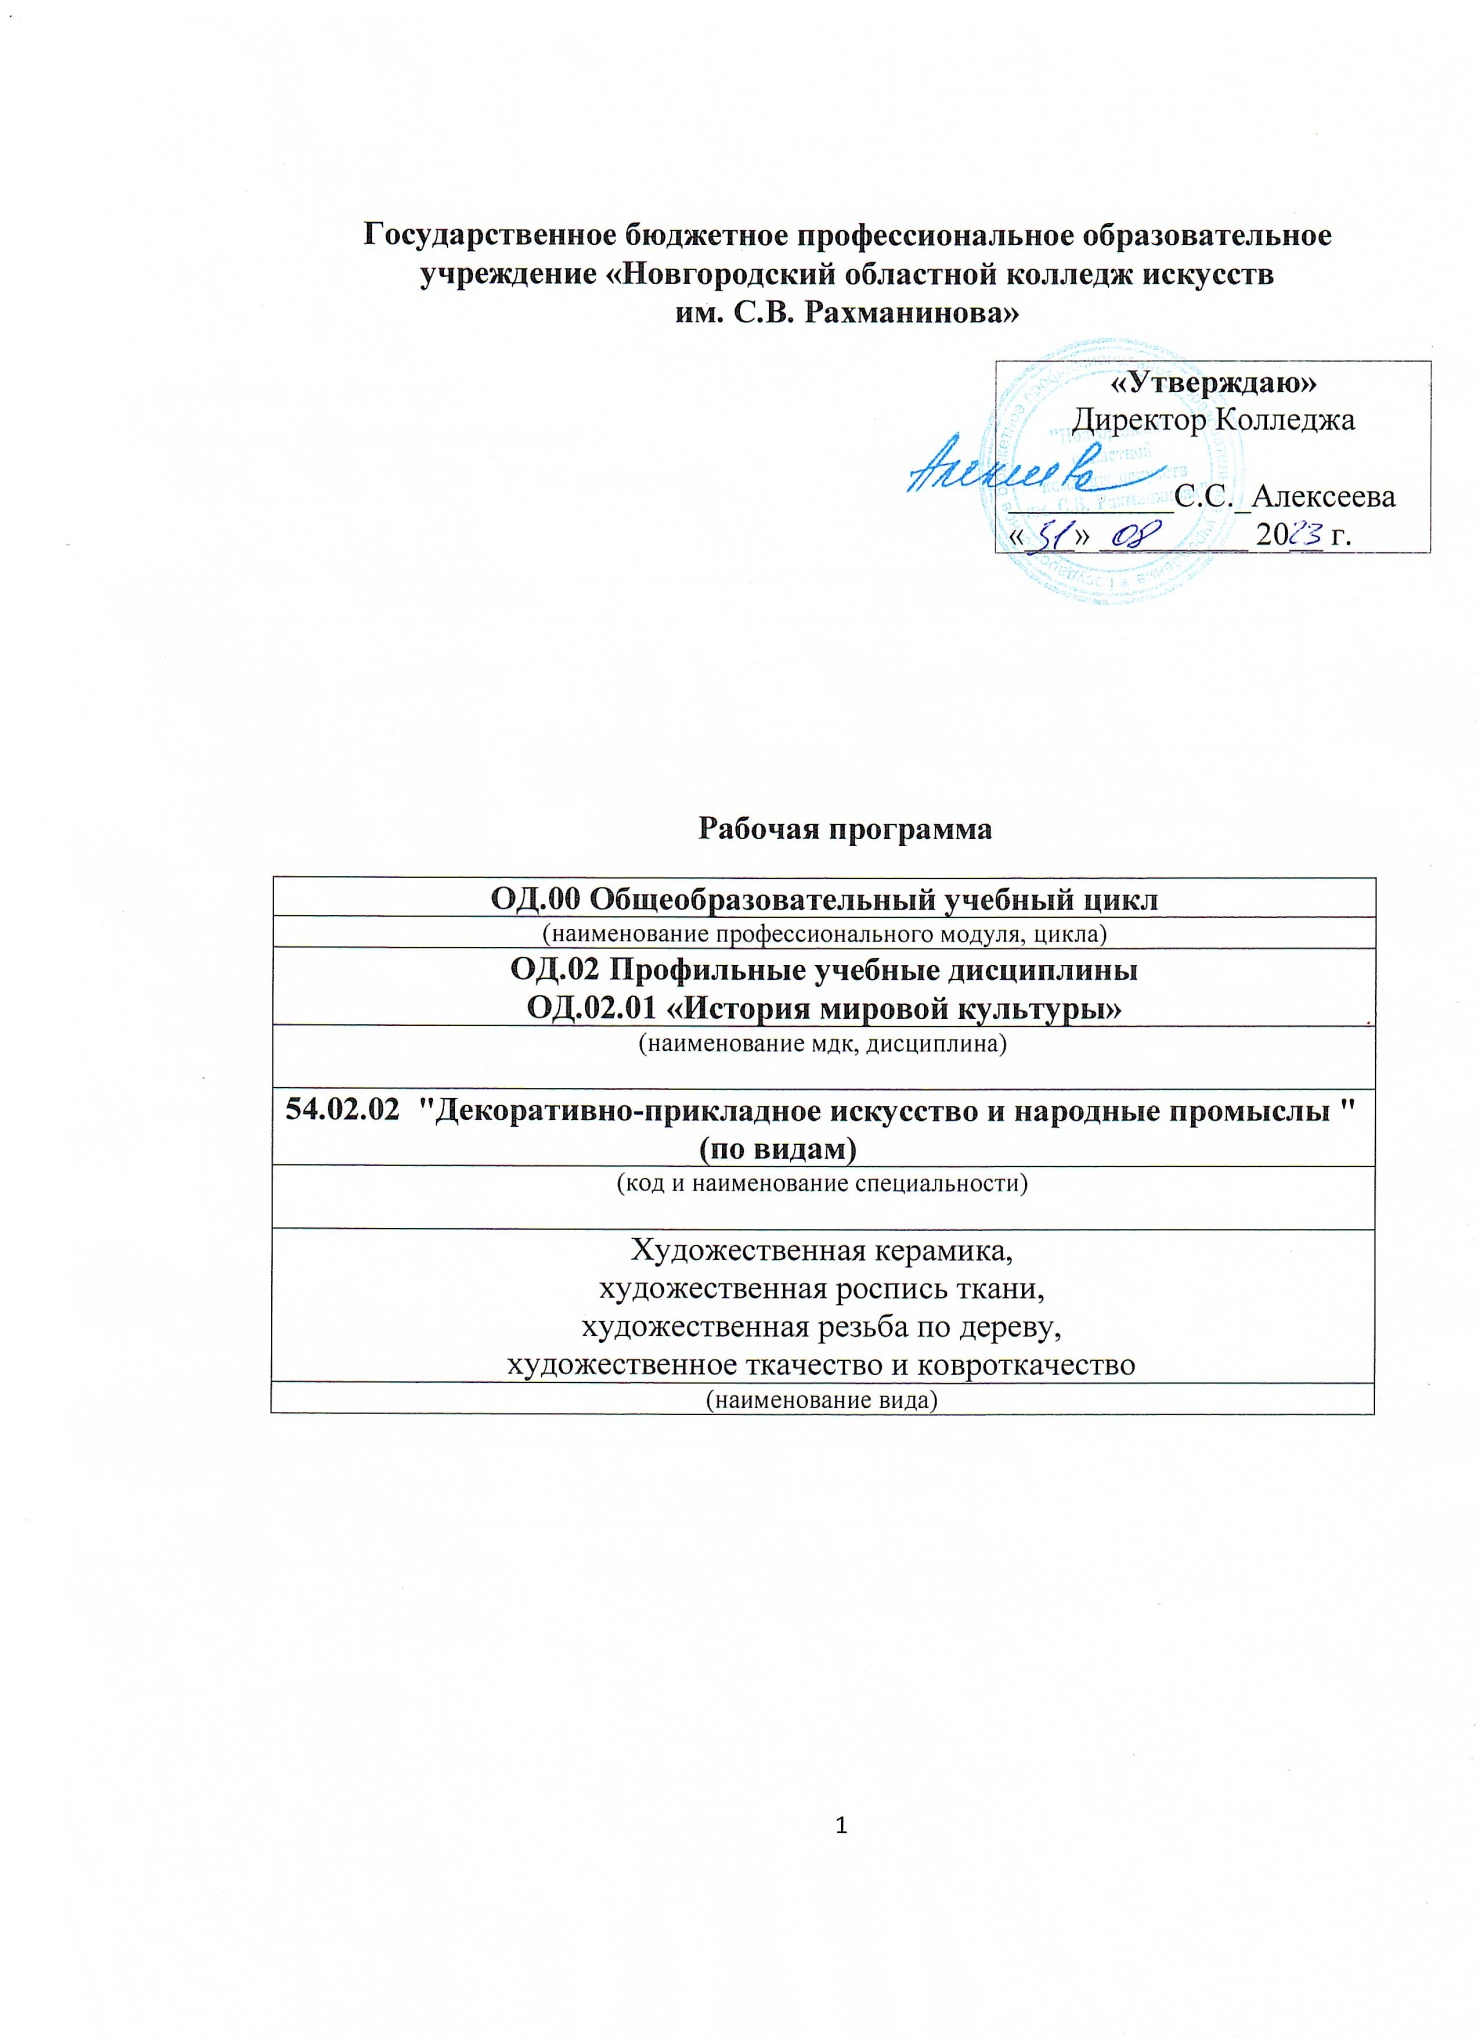 Государственное бюджетное профессиональное образовательное
учреждение «Новгородский областной колледж искусств
им. С.В. Рахманинова»
«Утверждаю»
Директор Колледжа
Алексеева
____________С.С._Алексеева
«31» 08 2023 г.
Рабочая программа
ОД.00 Общеобразовательный учебный цикл
(наименование профессионального модуля, цикла)
ОД.02 Профильные учебные дисциплины
ОД.02.01 «История мировой культуры»
(наименование мдк, дисциплина)
54.02.02 "Декоративно-прикладное искусство и народные промыслы "
(по видам)
(код и наименование специальности)
Художественная керамика,
художественная роспись ткани,
художественная резьба по дереву,
художественное ткачество и ковроткачество
(наименование вида)
1